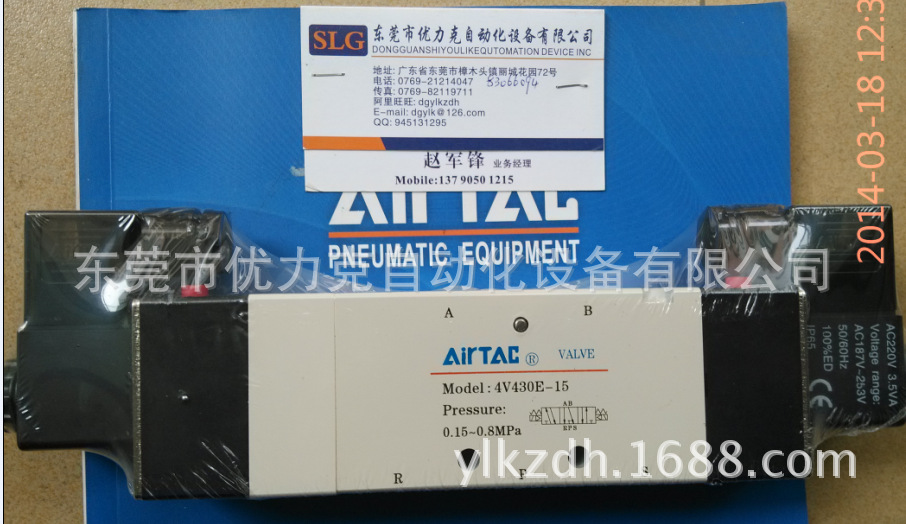 SLG 东莞市优力克自动化设备有限公司
DONGGUANSHIYOULIKEQUTOMATION DEVICE INC
地址: 广东省东莞市樟木头镇丽城花园72号
电话: 0769-21214047 83066094
传真: 0769-82119711
阿里旺旺: dgylkzdh
E-mail: dgylk@126.com
QQ: 945131295
赵军锋 业务经理
Mobile:137 9050 1215
AirTAC
PNEUMATIC EQUIPMENT
东莞市优力克自动化设备有限公司
A B
AirTAC ® VALVE
Model: 4V430E-15
Pressure:
0.15~0.8MPa
AB
RPS
R P S
ylkzdh.1688.com
AC220V 3.5VA
Voltage range:
AC187V~253V
50/60Hz
100%ED
IP65
CE
2014-03-18 12:3